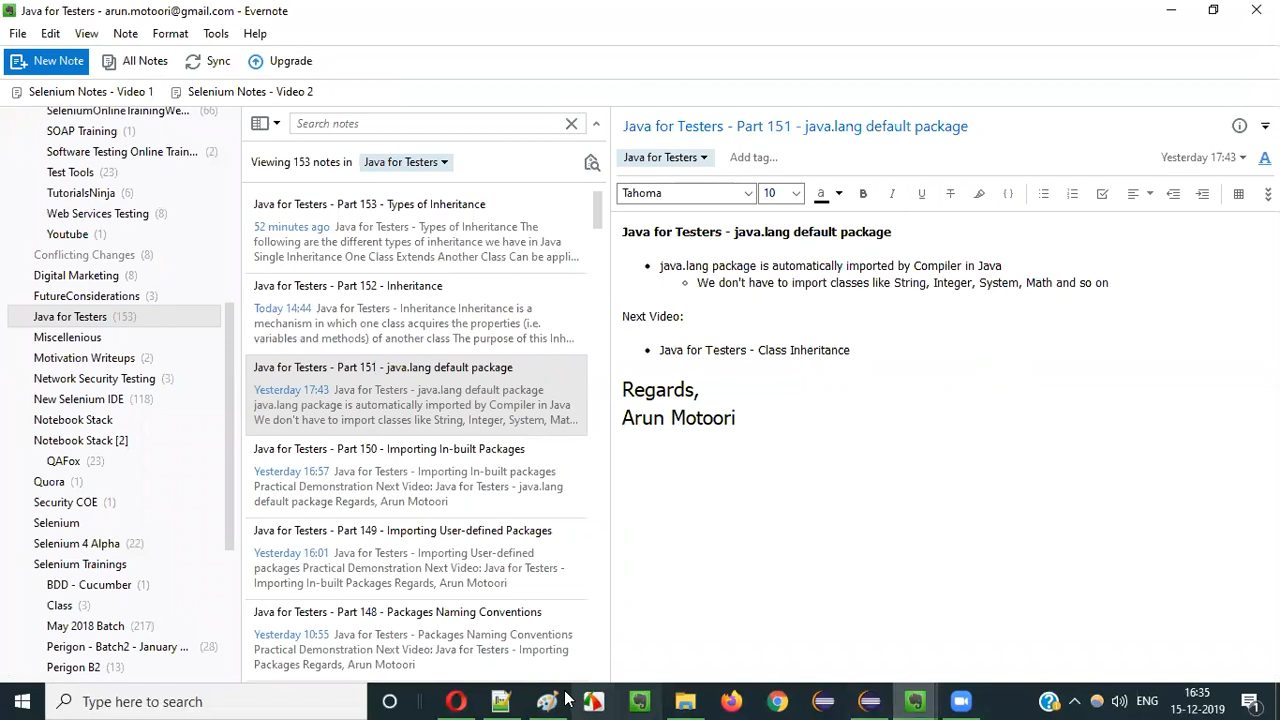 Java for Testers - arun.motoori@gmail.com - Evernote
File Edit View Note Format Tools Help
New Note All Notes Sync Upgrade
Selenium Notes - Video 1 Selenium Notes - Video 2
SeleniumOnlineTrainingWe... (66)
SOAP Training (1)
Software Testing Online Train... (2)
Test Tools (23)
TutorialsNinja (6)
Web Services Testing (8)
Youtube (1)
Conflicting Changes (8)
Digital Marketing (8)
FutureConsiderations (3)
Java for Testers (153)
Miscellenious
Motivation Writeups (2)
Network Security Testing (3)
New Selenium IDE (118)
Notebook Stack
Notebook Stack [2]
QAFox (23)
Quora (1)
Security COE (1)
Selenium
Selenium 4 Alpha (22)
Selenium Trainings
BDD - Cucumber (1)
Class (3)
May 2018 Batch (217)
Perigon - Batch2 - January ... (28)
Perigon B2 (13)
Search notes
Viewing 153 notes in Java for Testers
Java for Testers - Part 153 - Types of Inheritance
52 minutes ago Java for Testers - Types of Inheritance The
following are the different types of inheritance we have in Java
Single Inheritance One Class Extends Another Class Can be appli...
Java for Testers - Part 152 - Inheritance
Today 14:44 Java for Testers - Inheritance Inheritance is a
mechanism in which one class acquires the properties (i.e.
variables and methods) of another class The purpose of this Inh...
Java for Testers - Part 151 - java.lang default package
Yesterday 17:43 Java for Testers - java.lang default package
java.lang package is automatically imported by Compiler in Java
We don't have to import classes like String, Integer, System, Mat...
Java for Testers - Part 150 - Importing In-built Packages
Yesterday 16:57 Java for Testers - Importing In-built packages
Practical Demonstration Next Video: Java for Testers - java.lang
default package Regards, Arun Motoori
Java for Testers - Part 149 - Importing User-defined Packages
Yesterday 16:01 Java for Testers - Importing User-defined
packages Practical Demonstration Next Video: Java for Testers -
Importing In-built Packages Regards, Arun Motoori
Java for Testers - Part 148 - Packages Naming Conventions
Yesterday 10:55 Java for Testers - Packages Naming Conventions
Practical Demonstration Next Video: Java for Testers - Importing
Packages Regards, Arun Motoori
Java for Testers - Part 151 - java.lang default package
Java for Testers Add tag... Yesterday 17:43 A
Tahoma 10 a B I U T { }
Java for Testers - java.lang default package
java.lang package is automatically imported by Compiler in Java
We don't have to import classes like String, Integer, System, Math and so on
Next Video:
Java for Testers - Class Inheritance
Regards,
Arun Motoori
Type here to search
ENG
16:35
15-12-2019
1